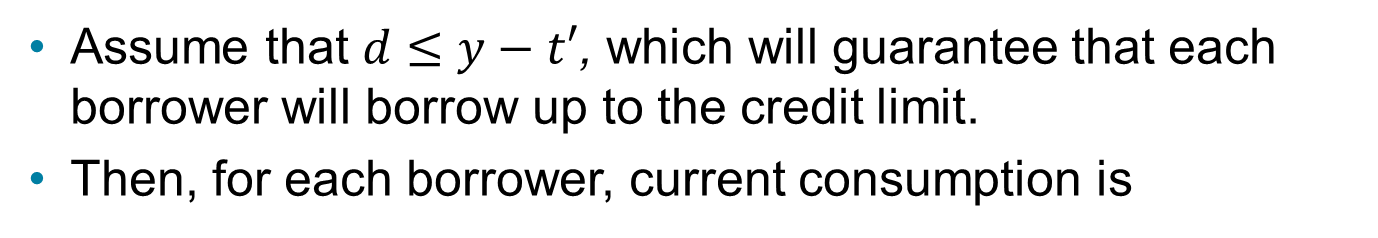 • Assume that 𝑑 ≤ 𝑦 − 𝑡′, which will guarantee that each
borrower will borrow up to the credit limit.
• Then, for each borrower, current consumption is